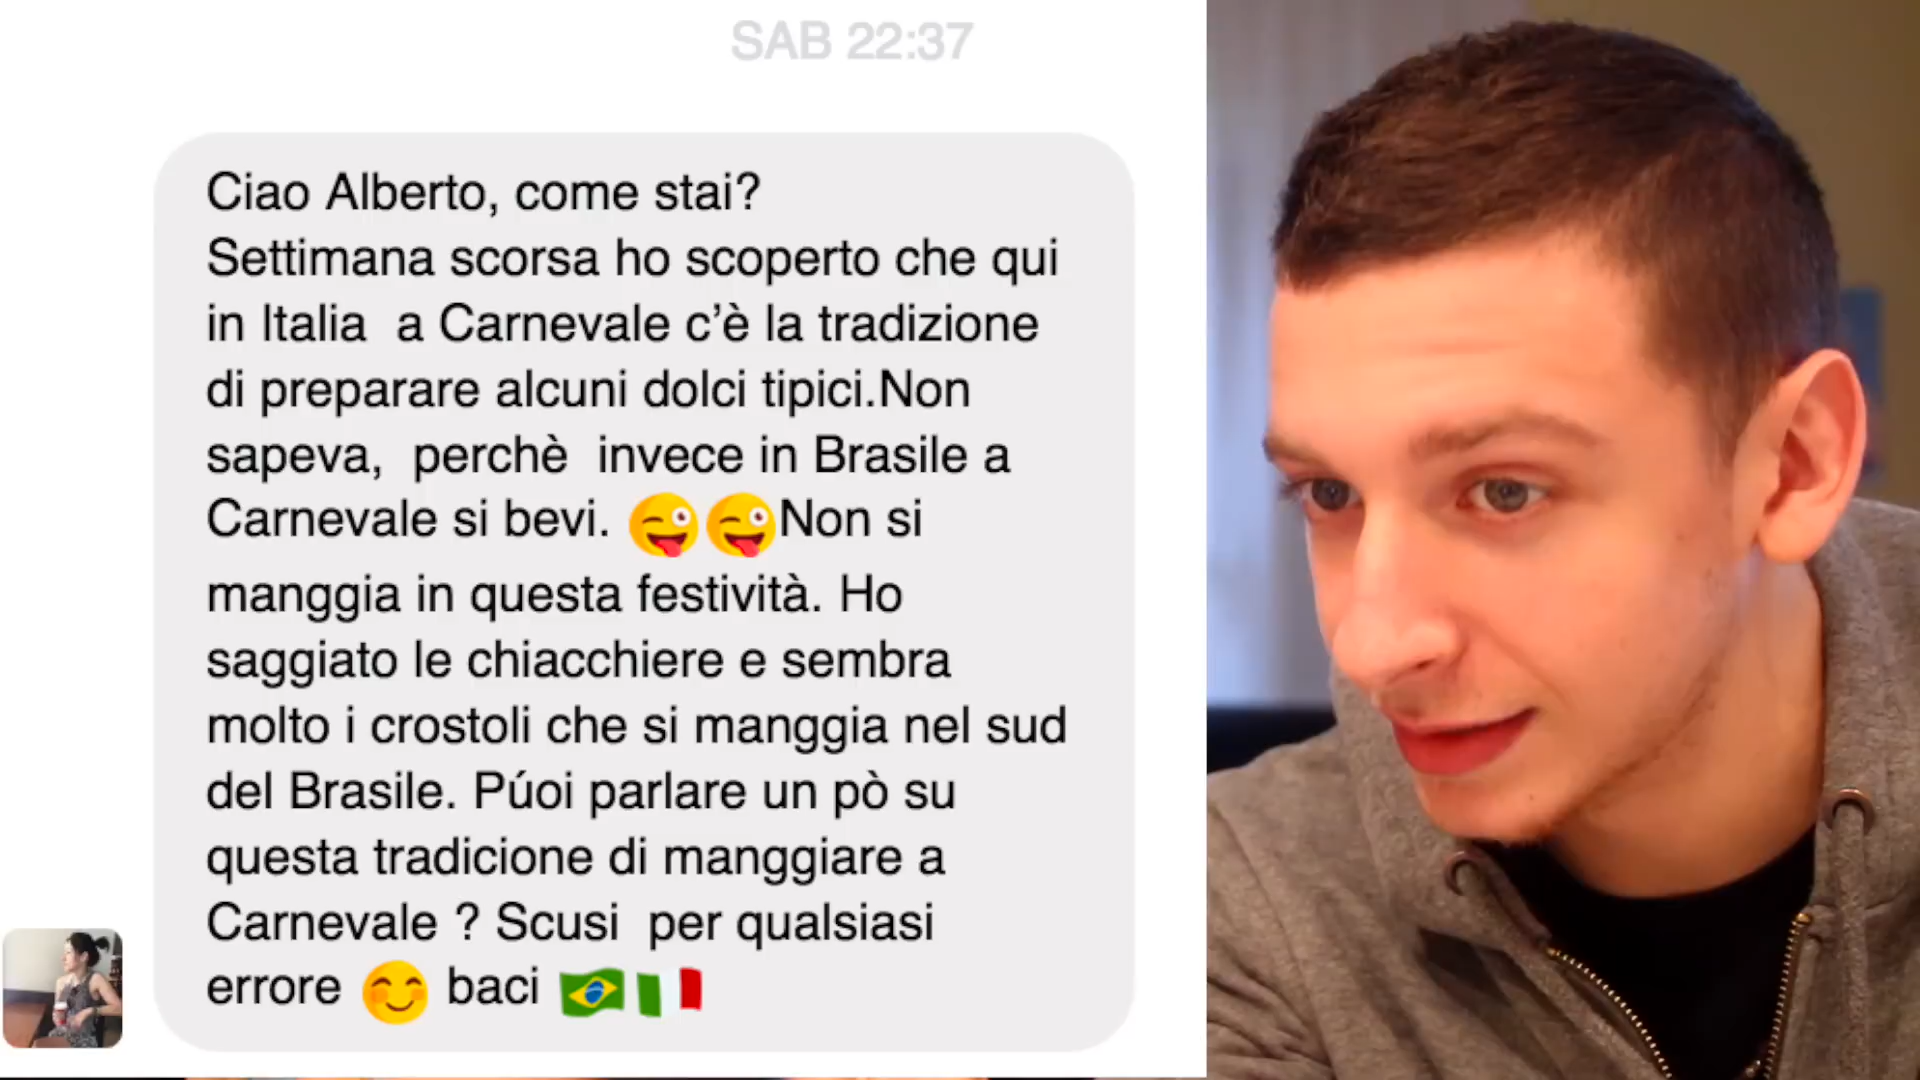 SAB 22:37
Ciao Alberto, come stai?
Settimana scorsa ho scoperto che qui
in Italia  a Carnevale c’è la tradizione
di preparare alcuni dolci tipici.Non
sapeva,  perchè  invece in Brasile a
Carnevale si bevi. 😜😜Non si
manggia in questa festività. Ho
saggiato le chiacchiere e sembra
molto i crostoli che si manggia nel sud
del Brasile. Púoi parlare un pò su
questa tradicione di manggiare a
Carnevale ? Scusi  per qualsiasi
errore 😊 baci 🇧🇷🇮🇹